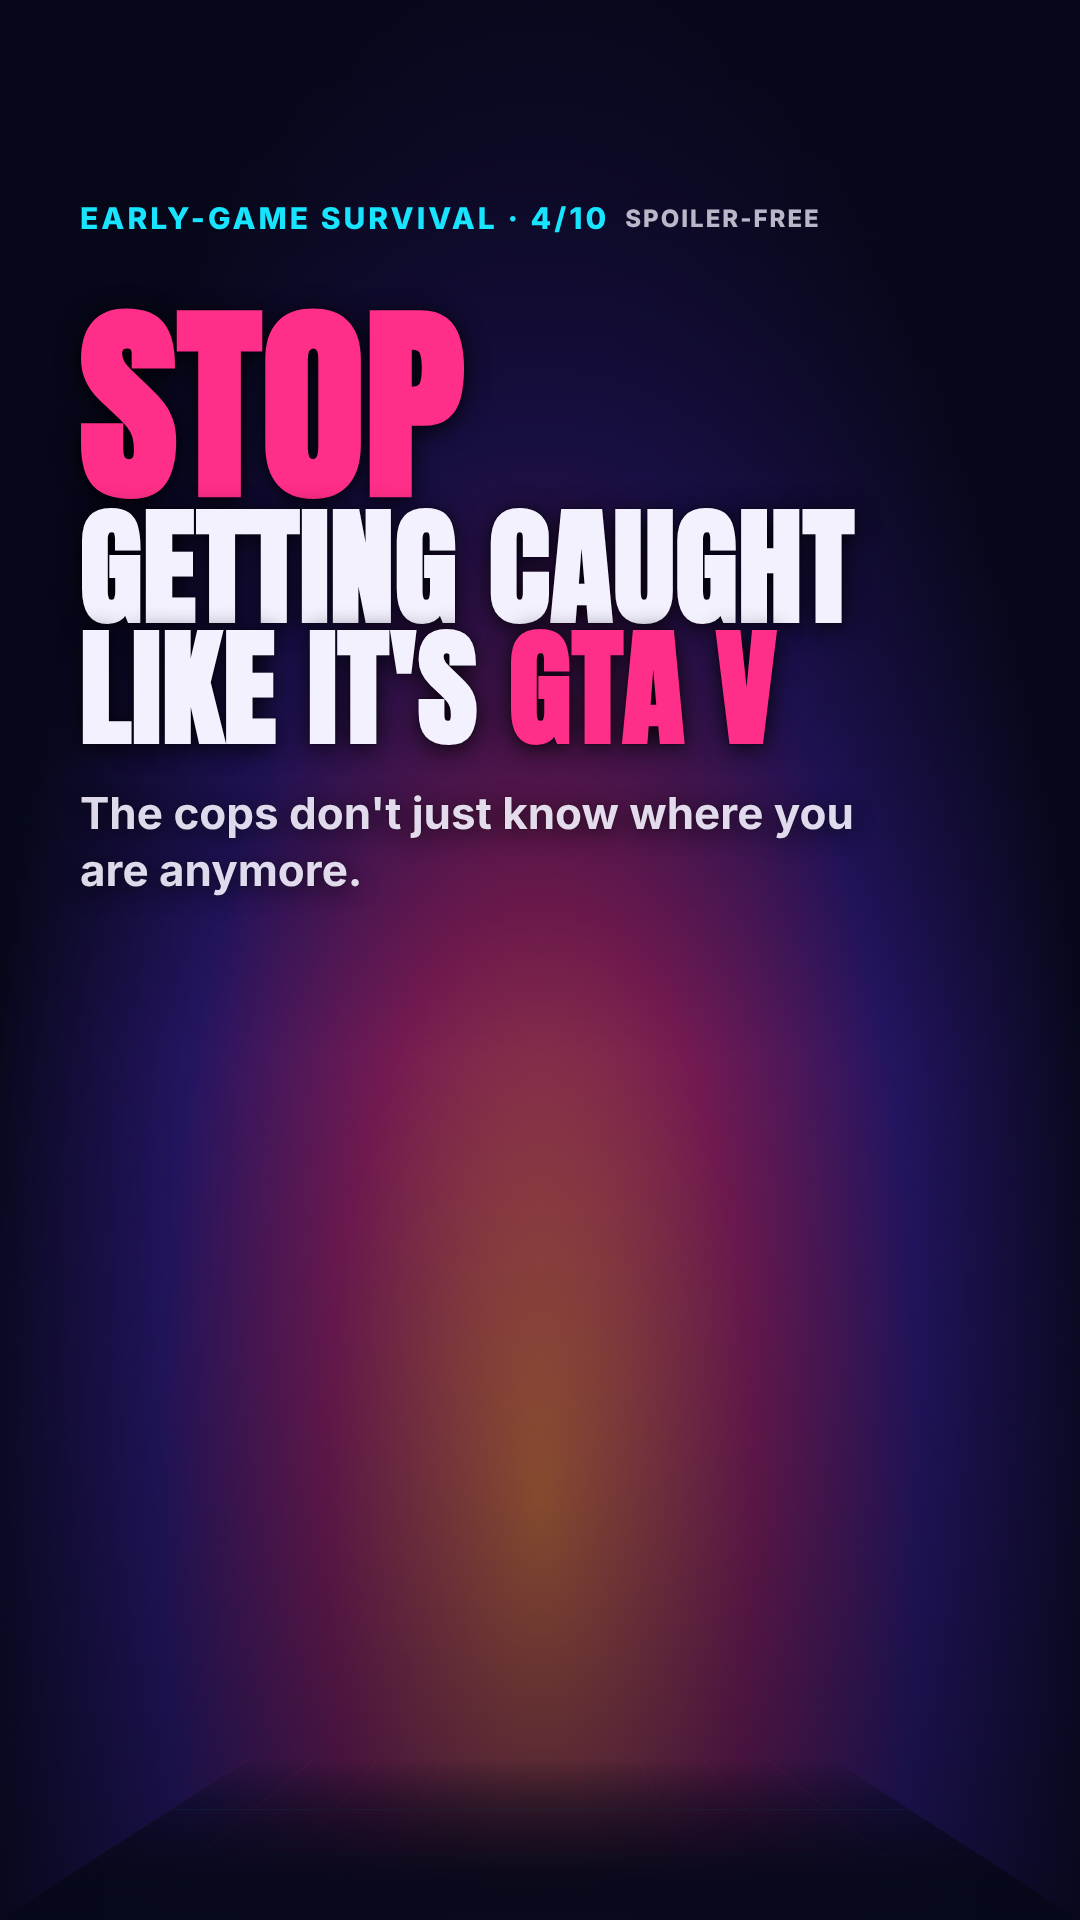 EARLY-GAME SURVIVAL · 4/10 SPOILER-FREE
STOP
GETTING CAUGHT
LIKE IT'S GTA V
The cops don't just know where you
are anymore.